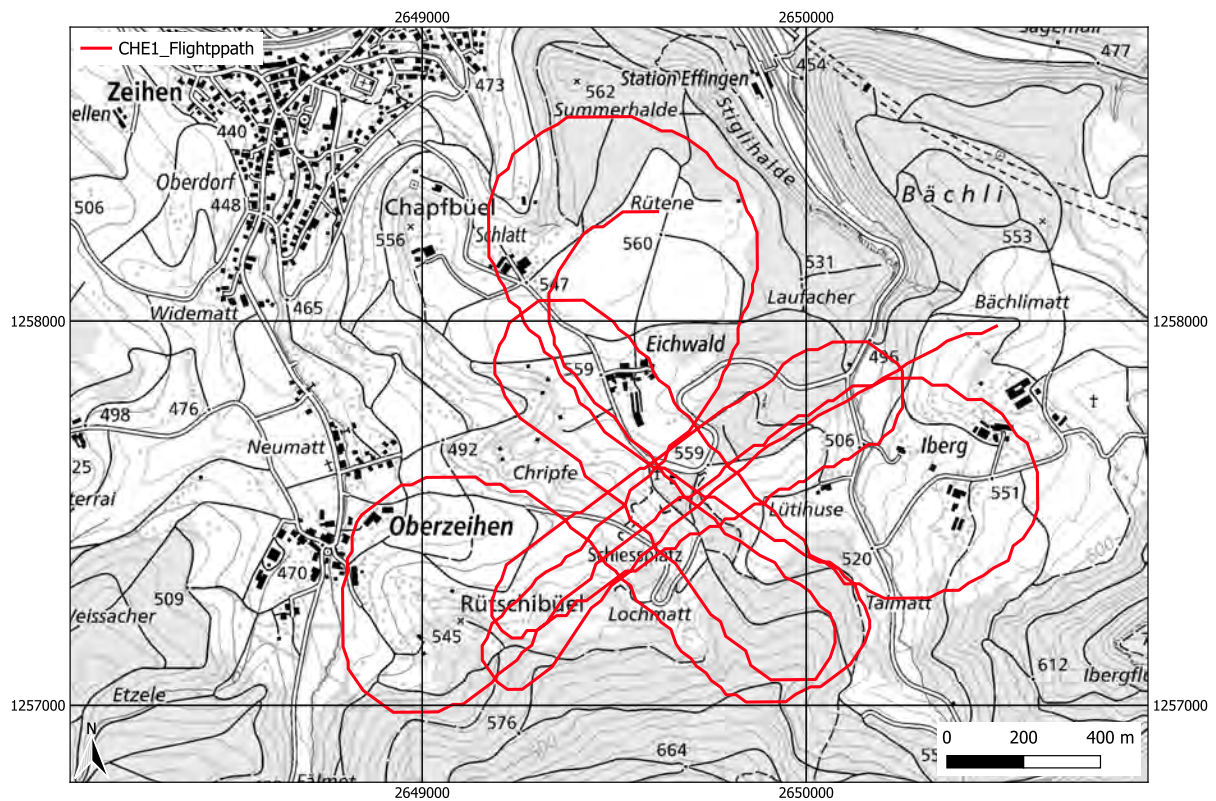 2649000 2650000
CHE1_Flightppath
477
454
Station Effingen
473
562
Zeihen
Summerhalde
ellen
440
Stiglihalde
Oberdorf
Bächli
506
448
Chapfbüel
Rütene
Schlatt
556
560
553
531
547
Laufacher
Bächlimatt
465
Widematt
1258000 1258000
Eichwald
496
559
498
476
506
Iberg
Neumatt
492
559
25
Chripfe
551
terrai
Lütihuse
Oberzeihen
Schiessplatz
520
470
509
Rütschibüel
Talmatt
eissacher
Lochmatt
545
612
Ibergflu
Etzele
1257000 1257000
576
N
664
0 200 400 m
2649000 2650000